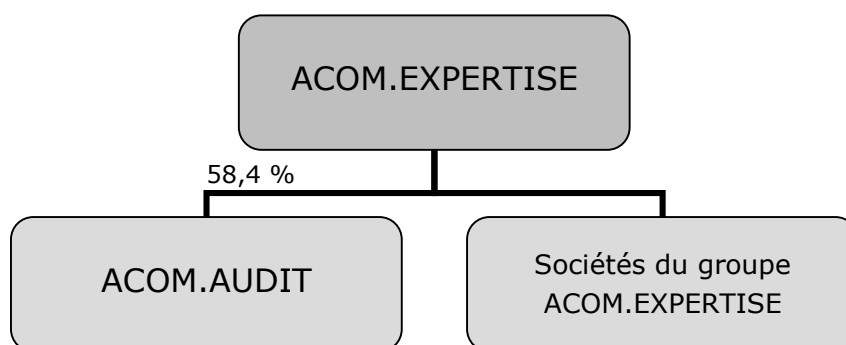 ACOM.EXPERTISE
58,4 %
ACOM.AUDIT
Sociétés du groupe
ACOM.EXPERTISE